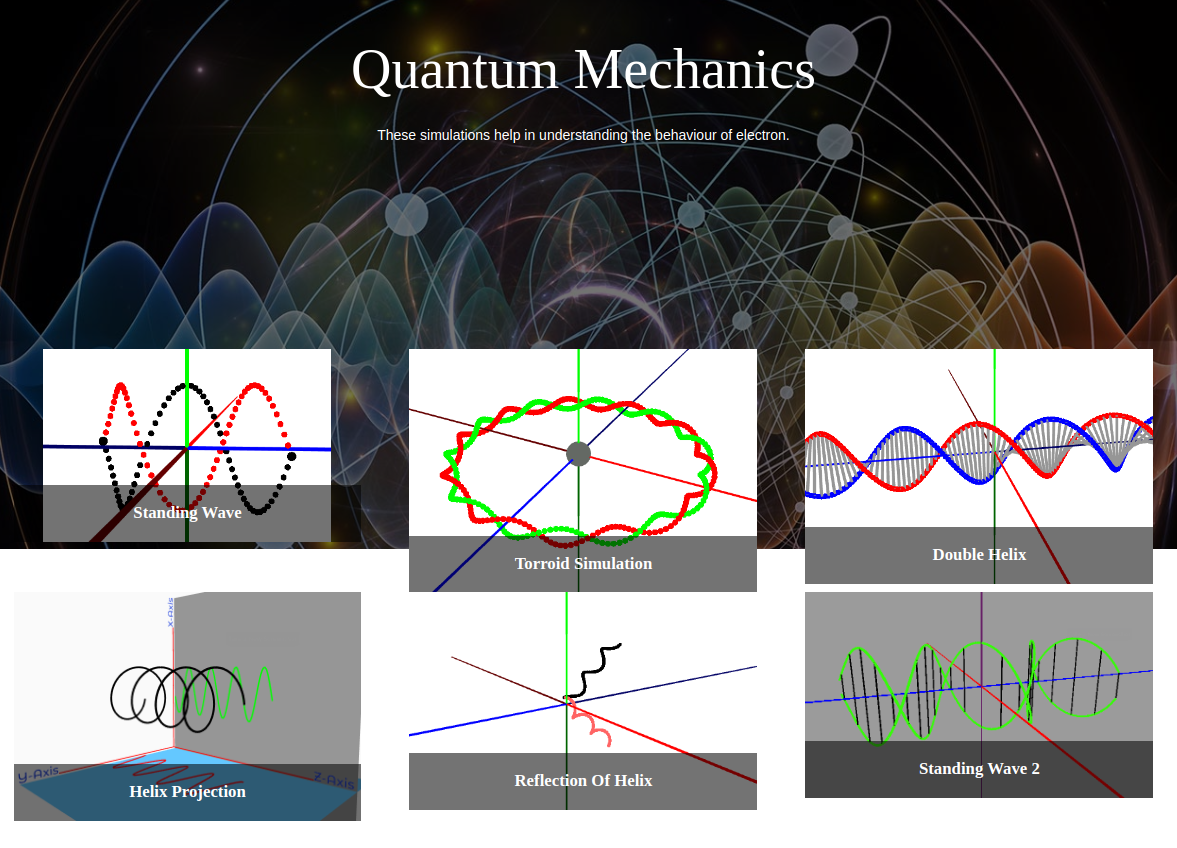 Quantum Mechanics
These simulations help in understanding the behaviour of electron.
Standing Wave
Torroid Simulation
Double Helix
X-Axis
Y-Axis
Z-Axis
Helix Projection
Reflection Of Helix
Standing Wave 2